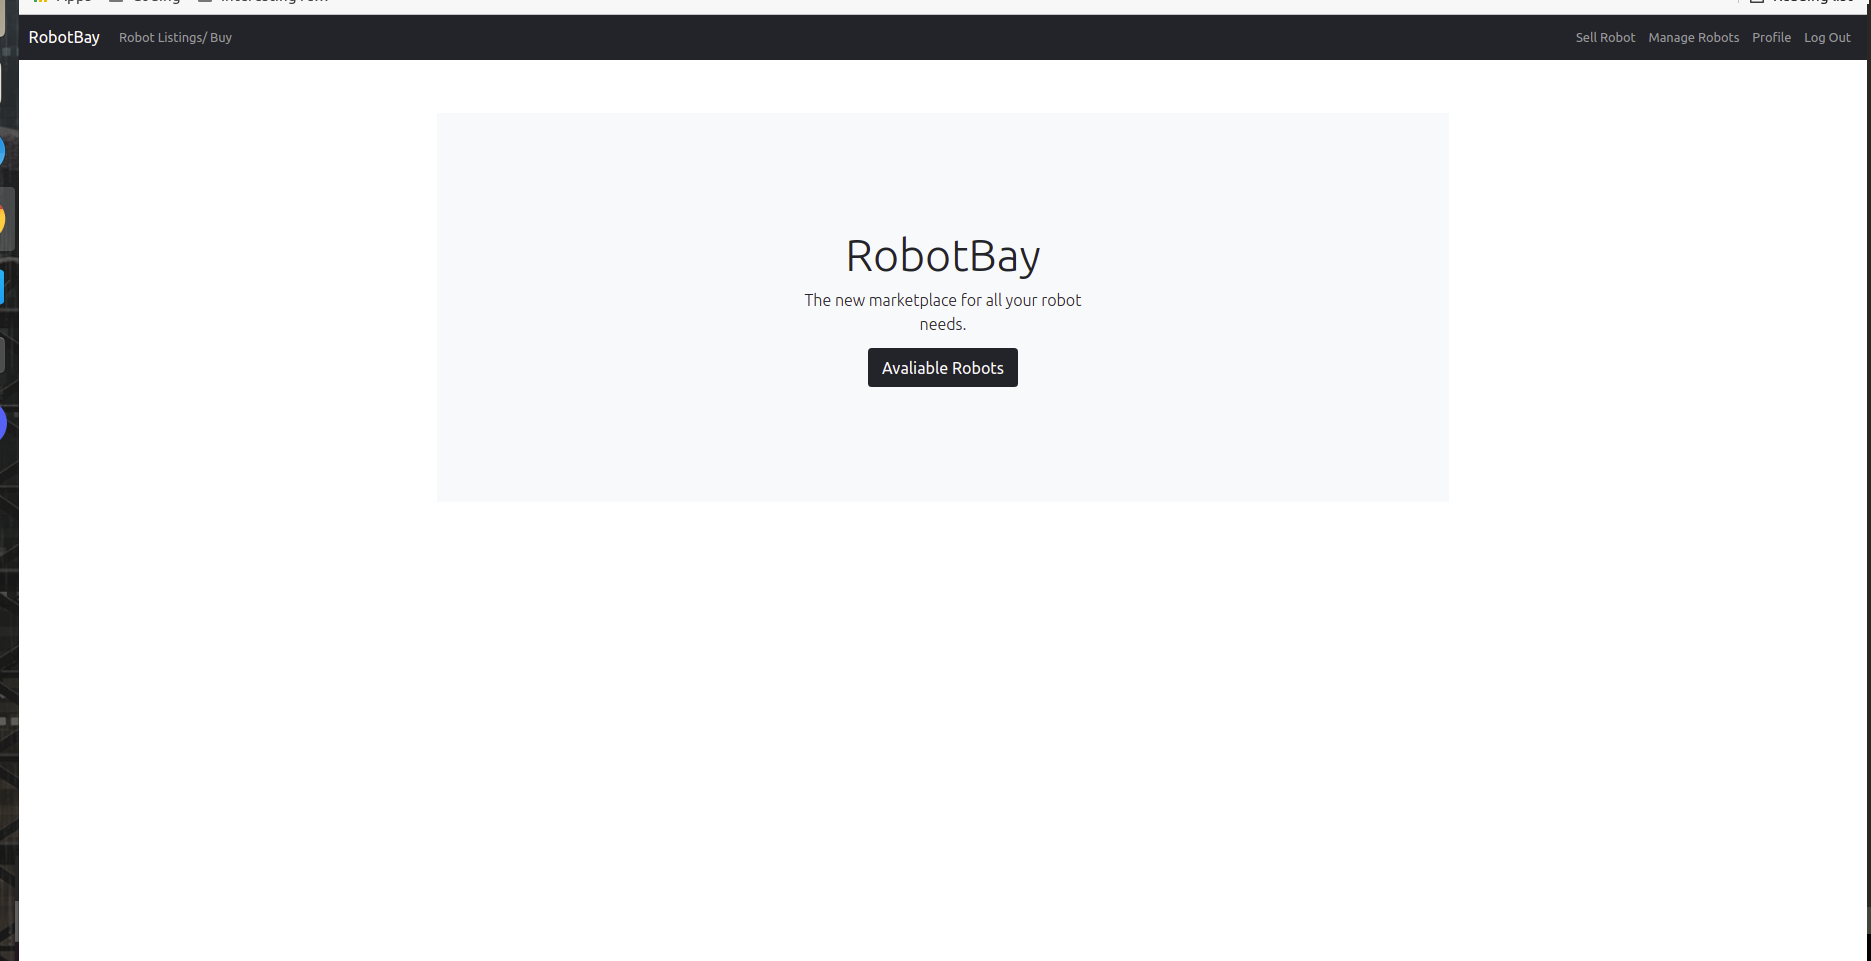 RobotBay Robot Listings/ Buy Sell Robot Manage Robots Profile Log Out
RobotBay
The new marketplace for all your robot
needs.
Avaliable Robots